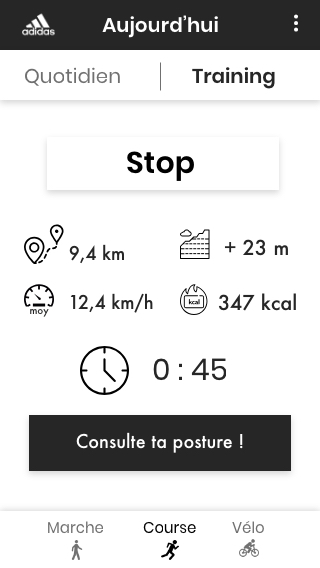 adidas
Aujourd'hui
Quotidien
Training
Stop
9,4 km
+ 23 m
moy
12,4 km/h
kcal
347 kcal
0 : 45
Consulte ta posture !
Marche
Course
Vélo